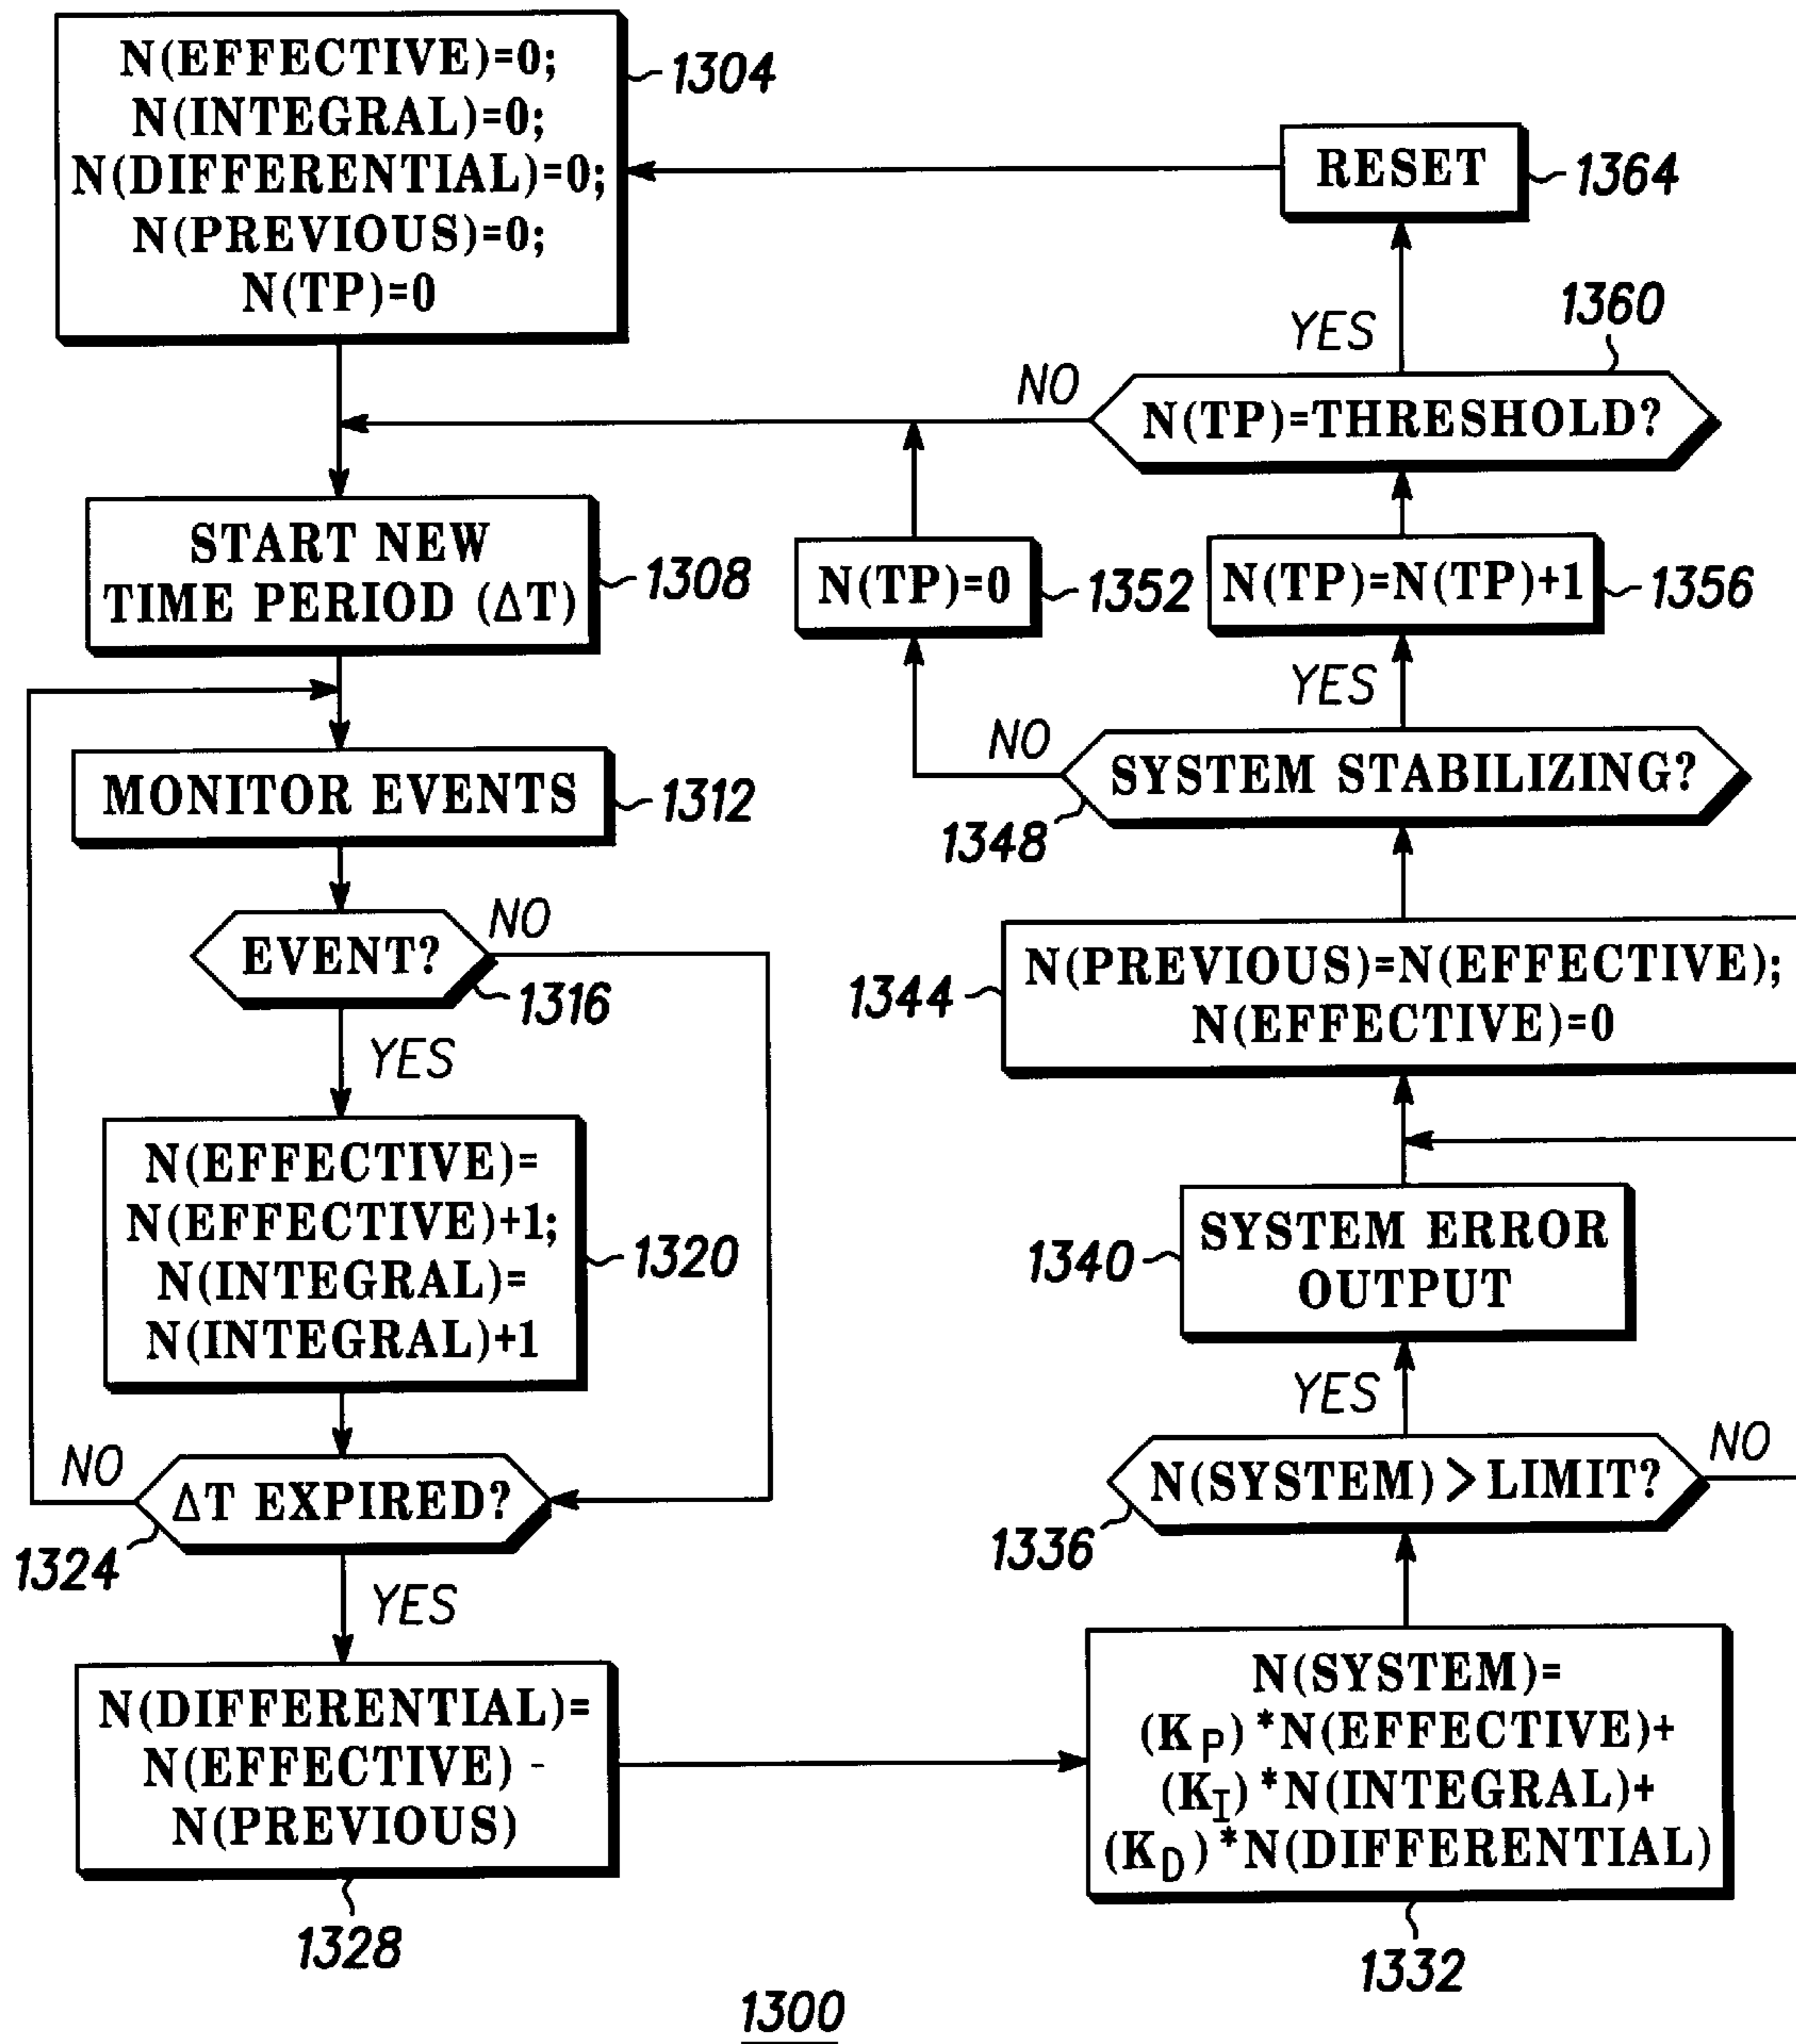 N(EFFECTIVE)=0;
N(INTEGRAL)=0;
N(DIFFERENTIAL)=0;
N(PREVIOUS)=0;
N(TP)=0
1304
START NEW
TIME PERIOD (ΔT)
1308
MONITOR EVENTS
1312
EVENT?
NO
1316
YES
N(EFFECTIVE)=
N(EFFECTIVE)+1;
N(INTEGRAL)=
N(INTEGRAL)+1
1320
NO
ΔT EXPIRED?
1324
YES
N(DIFFERENTIAL)=
N(EFFECTIVE) -
N(PREVIOUS)
1328
N(SYSTEM)=
(KP)*N(EFFECTIVE)+
(KI)*N(INTEGRAL)+
(KD)*N(DIFFERENTIAL)
1332
N(SYSTEM) > LIMIT?
NO
1336
YES
SYSTEM ERROR
OUTPUT
1340
N(PREVIOUS)=N(EFFECTIVE);
N(EFFECTIVE)=0
1344
SYSTEM STABILIZING?
NO
1348
YES
N(TP)=0
1352
N(TP)=N(TP)+1
1356
N(TP)=THRESHOLD?
NO
1360
YES
RESET
1364
1300